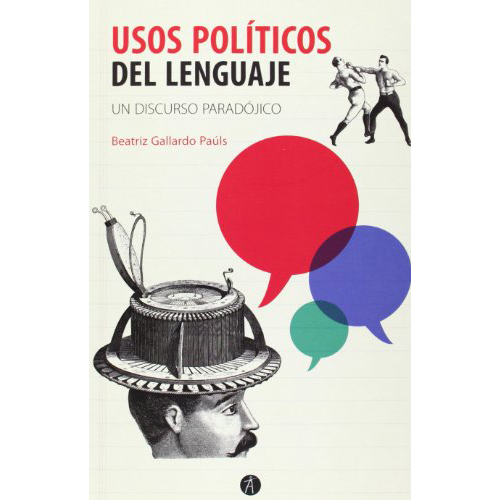 USOS POLÍTICOS
DEL LENGUAJE
UN DISCURSO PARADÓJICO
Beatriz Gallardo Paúls